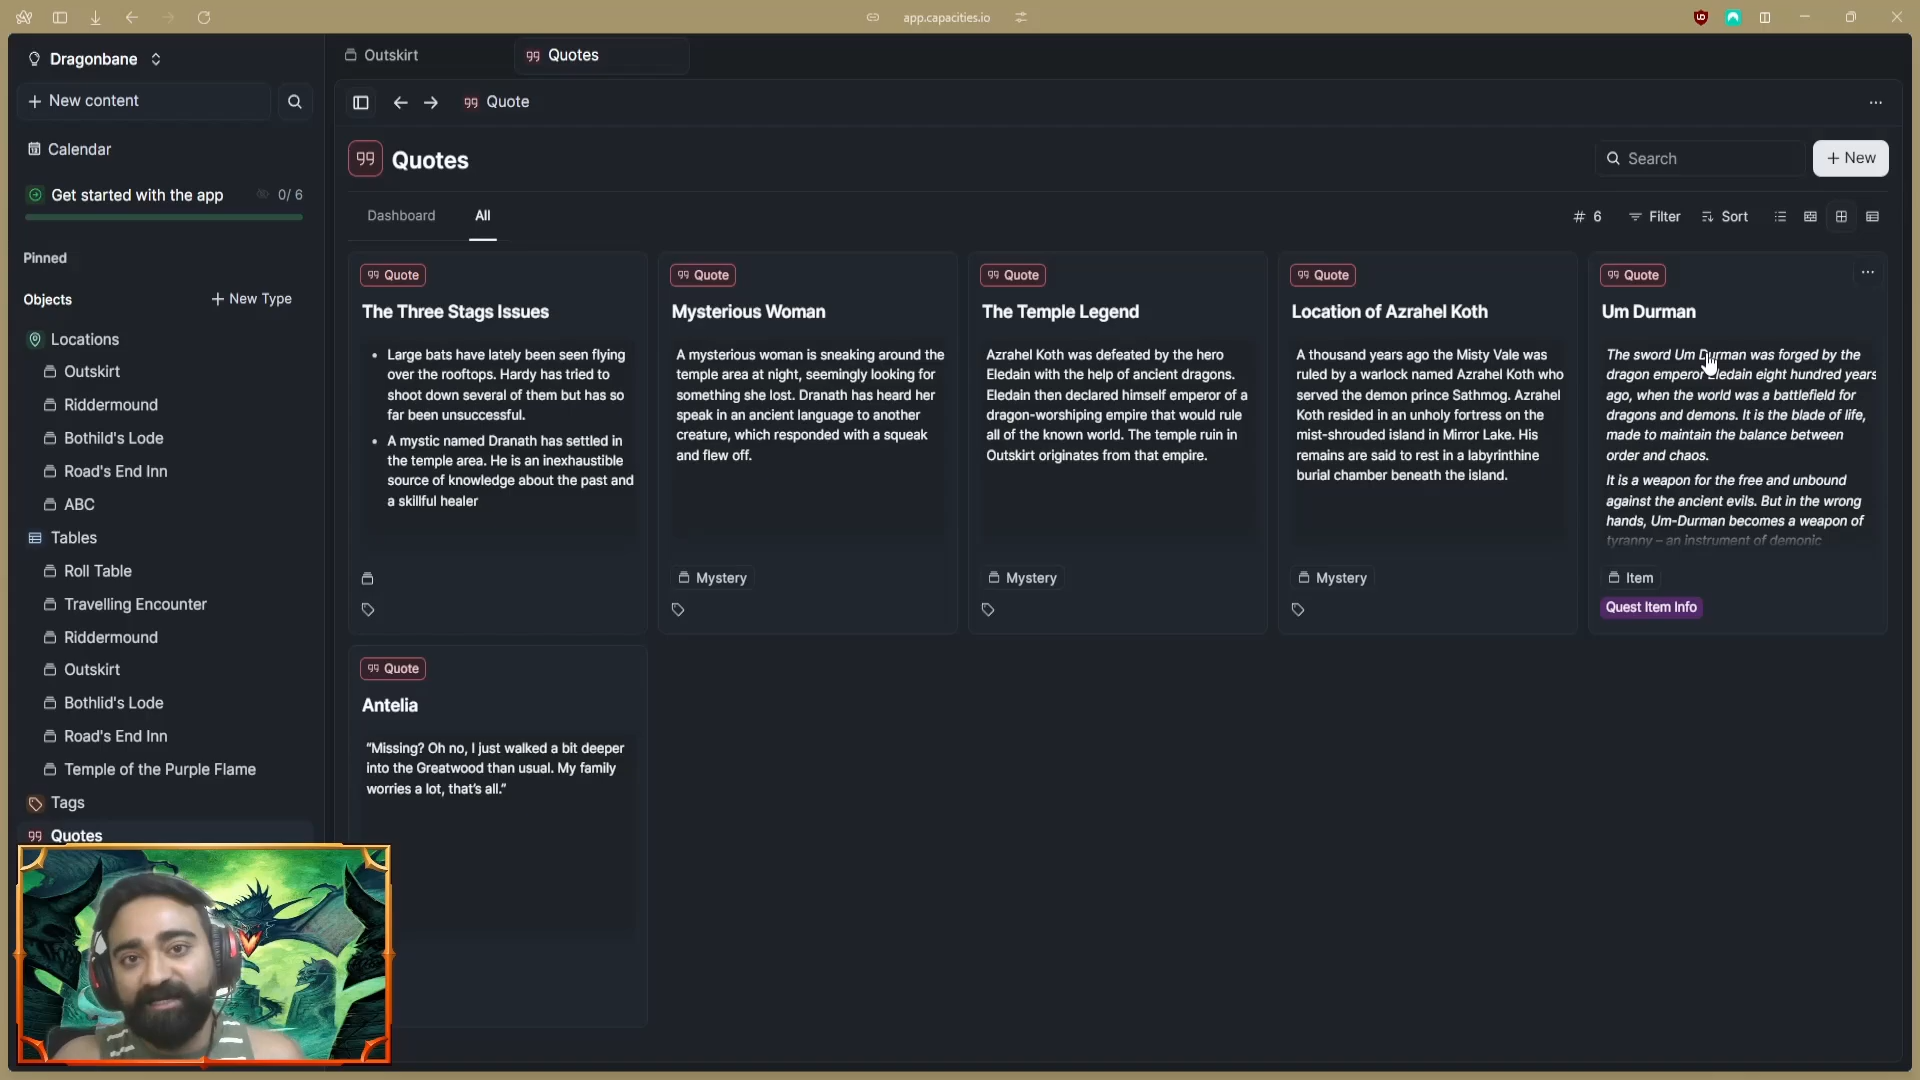 app.capacities.io
Dragonbane
Outskirt
Quotes
New content
Quote
Calendar
Quotes
Search
+ New
Get started with the app
0/ 6
Dashboard
All
# 6
Filter
Sort
Pinned
Objects
+ New Type
Locations
Outskirt
Riddermound
Bothild's Lode
Road's End Inn
ABC
Tables
Roll Table
Travelling Encounter
Riddermound
Outskirt
Bothlid's Lode
Road's End Inn
Temple of the Purple Flame
Tags
Quotes
Quote
The Three Stags Issues
• Large bats have lately been seen flying
over the rooftops. Hardy has tried to
shoot down several of them but has so
far been unsuccessful.
• A mystic named Dranath has settled in
the temple area. He is an inexhaustible
source of knowledge about the past and
a skillful healer
Quote
Mysterious Woman
A mysterious woman is sneaking around the
temple area at night, seemingly looking for
something she lost. Dranath has heard her
speak in an ancient language to another
creature, which responded with a squeak
and flew off.
Mystery
Quote
The Temple Legend
Azrahel Koth was defeated by the hero
Eledain with the help of ancient dragons.
Eledain then declared himself emperor of a
dragon-worshiping empire that would rule
all of the known world. The temple ruin in
Outskirt originates from that empire.
Mystery
Quote
Location of Azrahel Koth
A thousand years ago the Misty Vale was
ruled by a warlock named Azrahel Koth who
served the demon prince Sathmog. Azrahel
Koth resided in an unholy fortress on the
mist-shrouded island in Mirror Lake. His
remains are said to rest in a labyrinthine
burial chamber beneath the island.
Mystery
Quote
Um Durman
The sword Um Durman was forged by the
dragon emperor Eledain eight hundred years
ago, when the world was a battlefield for
dragons and demons. It is the blade of life,
made to maintain the balance between
order and chaos.
It is a weapon for the free and unbound
against the ancient evils. But in the wrong
hands, Um-Durman becomes a weapon of
tyranny – an instrument of demonic
Item
Quest Item Info
Quote
Antelia
“Missing? Oh no, I just walked a bit deeper
into the Greatwood than usual. My family
worries a lot, that’s all.”